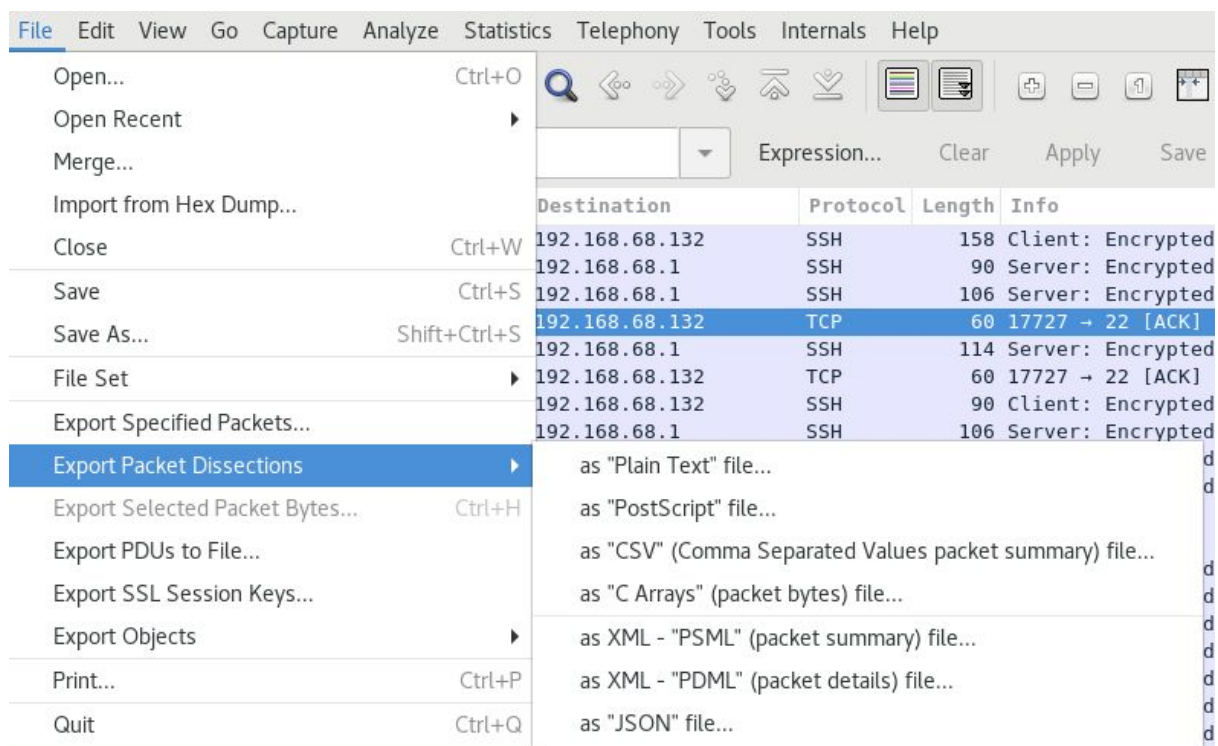 File Edit View Go Capture Analyze Statistics Telephony Tools Internals Help
Open... Ctrl+O
Open Recent
Merge...
Import from Hex Dump...
Close Ctrl+W
Save Ctrl+S
Save As... Shift+Ctrl+S
File Set
Export Specified Packets...
Export Packet Dissections
Export Selected Packet Bytes... Ctrl+H
Export PDUs to File...
Export SSL Session Keys...
Export Objects
Print... Ctrl+P
Quit Ctrl+Q
Expression... Clear Apply Save
Destination Protocol Length Info
192.168.68.132 SSH 158 Client: Encrypted
192.168.68.1 SSH 90 Server: Encrypted
192.168.68.1 SSH 106 Server: Encrypted
192.168.68.132 TCP 60 17727 → 22 [ACK]
192.168.68.1 SSH 114 Server: Encrypted
192.168.68.132 TCP 60 17727 → 22 [ACK]
192.168.68.132 SSH 90 Client: Encrypted
192.168.68.1 SSH 106 Server: Encrypted
as "Plain Text" file...
as "PostScript" file...
as "CSV" (Comma Separated Values packet summary) file...
as "C Arrays" (packet bytes) file...
as XML - "PSML" (packet summary) file...
as XML - "PDML" (packet details) file...
as "JSON" file...